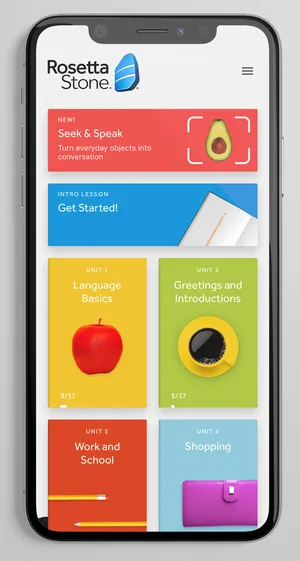 Rosetta
Stone®
NEW!
Seek & Speak
Turn everyday objects into
conversation
INTRO LESSON
Get Started!
UNIT 1
Language
Basics
3/37
UNIT 2
Greetings and
Introductions
1/37
UNIT 3
Work and
School
UNIT 4
Shopping